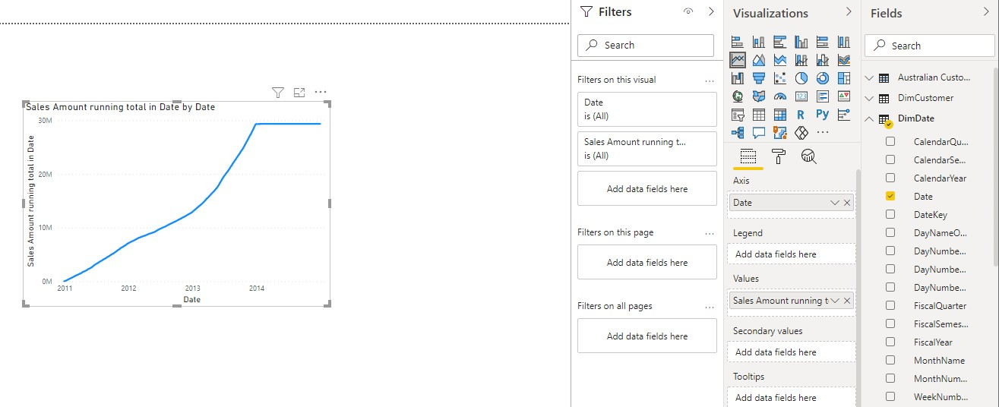 Sales Amount running total in Date by Date
30M
20M
10M
0M
Sales Amount running total in Date
2011
2012
2013
2014
Date
Filters
Search
Filters on this visual
...
Date
is (All)
Sales Amount running t...
is (All)
Add data fields here
Filters on this page
...
Add data fields here
Filters on all pages
...
Add data fields here
Visualizations
123
R
Py
...
Axis
Date
Legend
Add data fields here
Values
Sales Amount running t
Secondary values
Add data fields here
Tooltips
Add data fields here
Fields
Search
Australian Custo...
DimCustomer
DimDate
CalendarQu...
CalendarSe...
CalendarYear
Date
DateKey
DayNameO...
DayNumbe...
DayNumbe...
DayNumbe...
FiscalQuarter
FiscalSemes...
FiscalYear
MonthName
MonthNum...
WeekNumb...